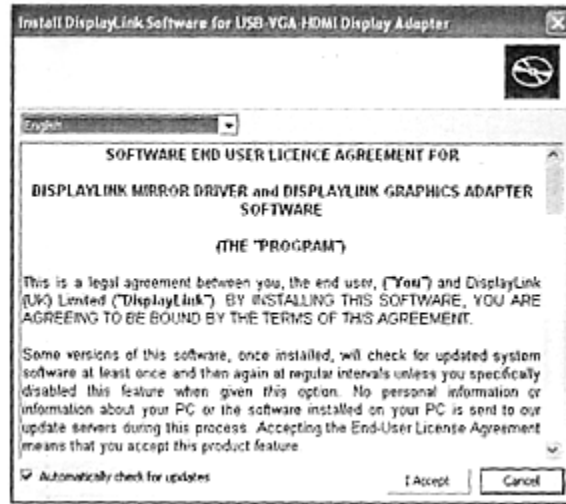 Install DisplayLink Software for USB-VGA-HDMI Display Adapter
English
SOFTWARE END USER LICENCE AGREEMENT FOR
DISPLAYLINK MIRROR DRIVER and DISPLAYLINK GRAPHICS ADAPTER
SOFTWARE
(THE "PROGRAM")
This is a legal agreement between you, the end user, ("You") and DisplayLink
(UK) Limited ("DisplayLink"). BY INSTALLING THIS SOFTWARE, YOU ARE
AGREEING TO BE BOUND BY THE TERMS OF THIS AGREEMENT.
Some versions of this software, once installed, will check for updated system
software at least once and then again at regular intervals unless you specifically
disabled this feature when given this option. No personal information or
information about your PC or the software installed on your PC is sent to our
update servers during this process. Accepting the End-User License Agreement
means that you accept this product feature.
Automatically check for updates
I Accept
Cancel